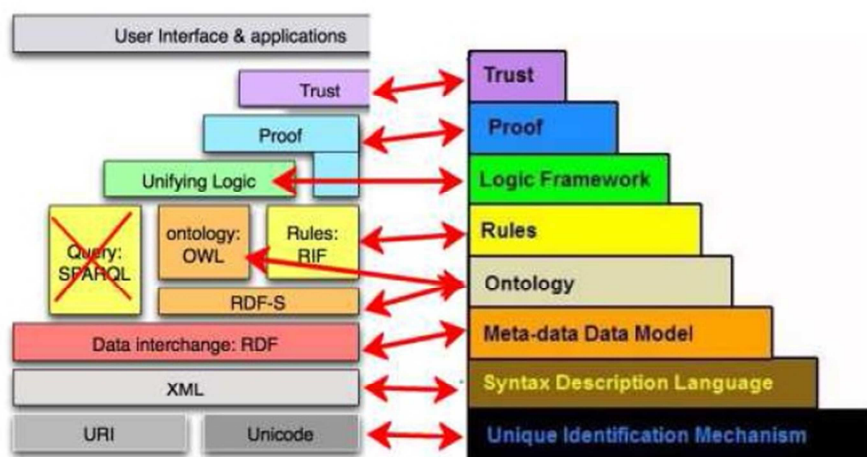 User Interface & applications
Trust
Proof
Unifying Logic
Query:
SPARQL
ontology:
OWL
Rules:
RIF
RDF-S
Data interchange: RDF
XML
URI
Unicode
Trust
Proof
Logic Framework
Rules
Ontology
Meta-data Data Model
Syntax Description Language
Unique Identification Mechanism